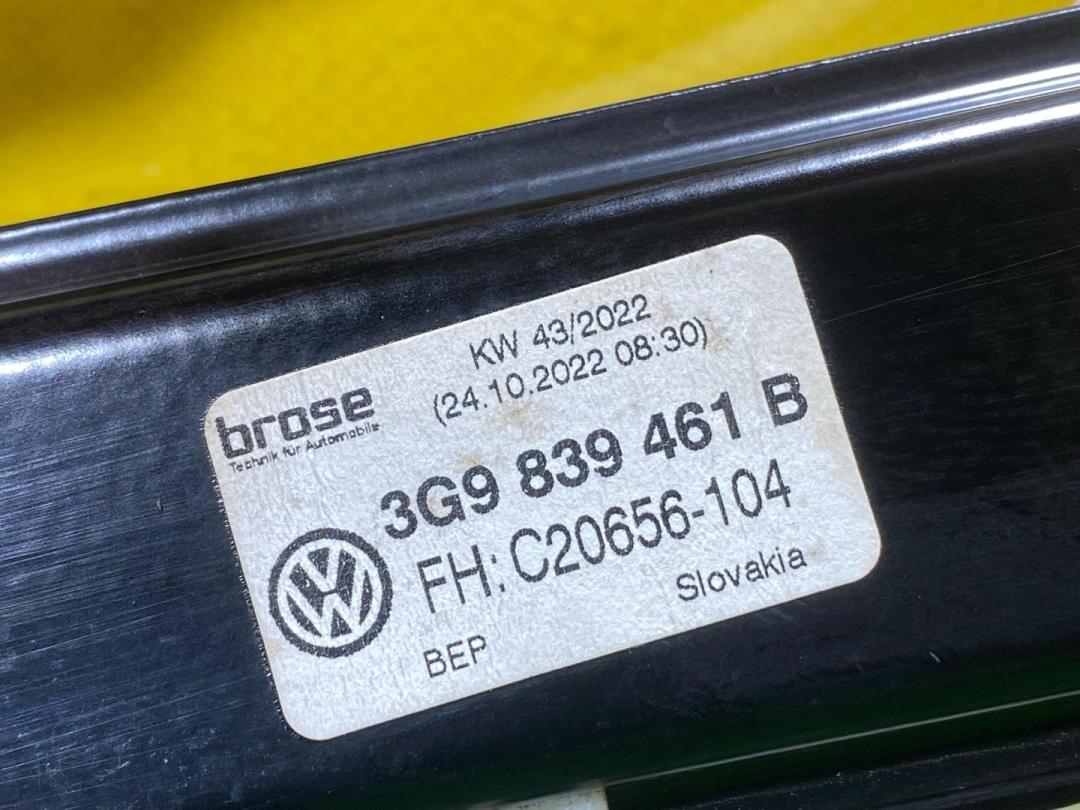 KW 43/2022
(24.10.2022 08:30)
brose
Technik für Automobile
3G9 839 461 B
FH: C20656-104
Slovakia
BEP